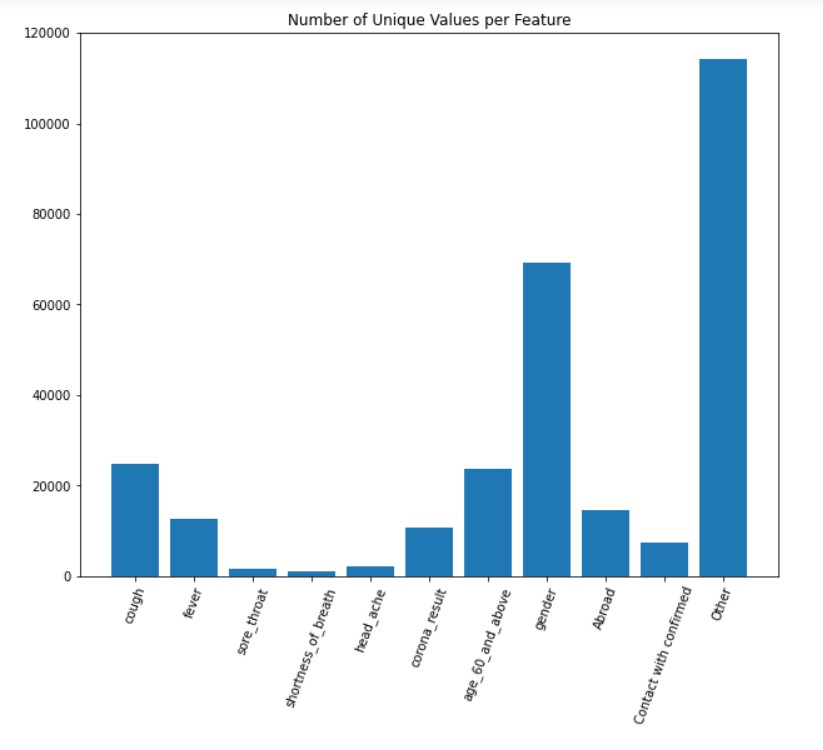 Number of Unique Values per Feature
120000
100000
80000
60000
40000
20000
0
cough
fever
sore_throat
shortness_of_breath
head_ache
corona_result
age_60_and_above
gender
Abroad
Contact with confirmed
Other